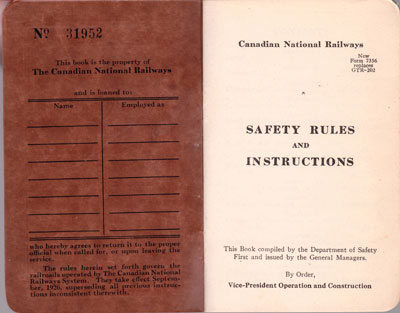 Nº 31952
This book is the property of
The Canadian National Railways
and is loaned to:
Name
Employed as
who hereby agrees to return it to the proper
official when called for, or upon leaving the
service.
The rules herein set forth govern the
railroads operated by The Canadian National
Railways System. They take effect Septem-
ber, 1926, superseding all previous instruc-
tions inconsistent therewith.
Canadian National Railways
New
Form 7356
replaces
GTR-202
SAFETY RULES
AND
INSTRUCTIONS
This Book compiled by the Department of Safety
First and issued by the General Managers.
By Order,
Vice-President Operation and Construction